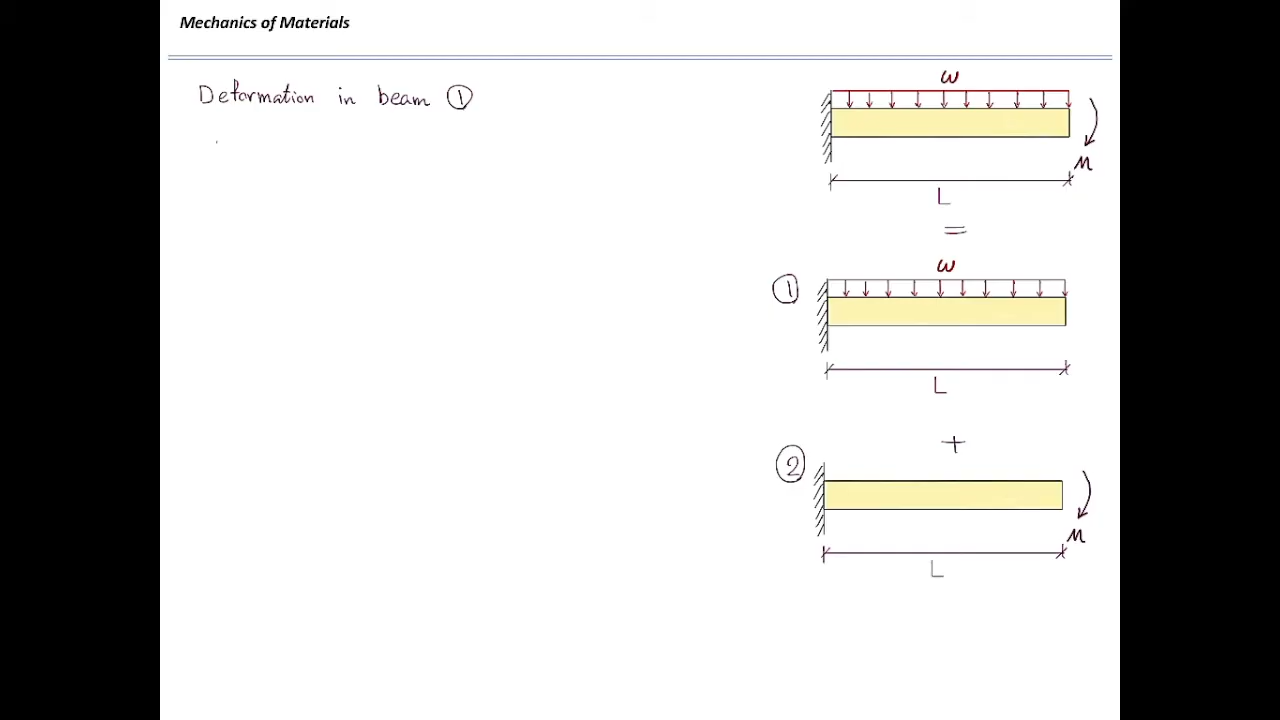 Mechanics of Materials
Deformation in beam ①
w
M
L
=
① w
L
+
②
M
L